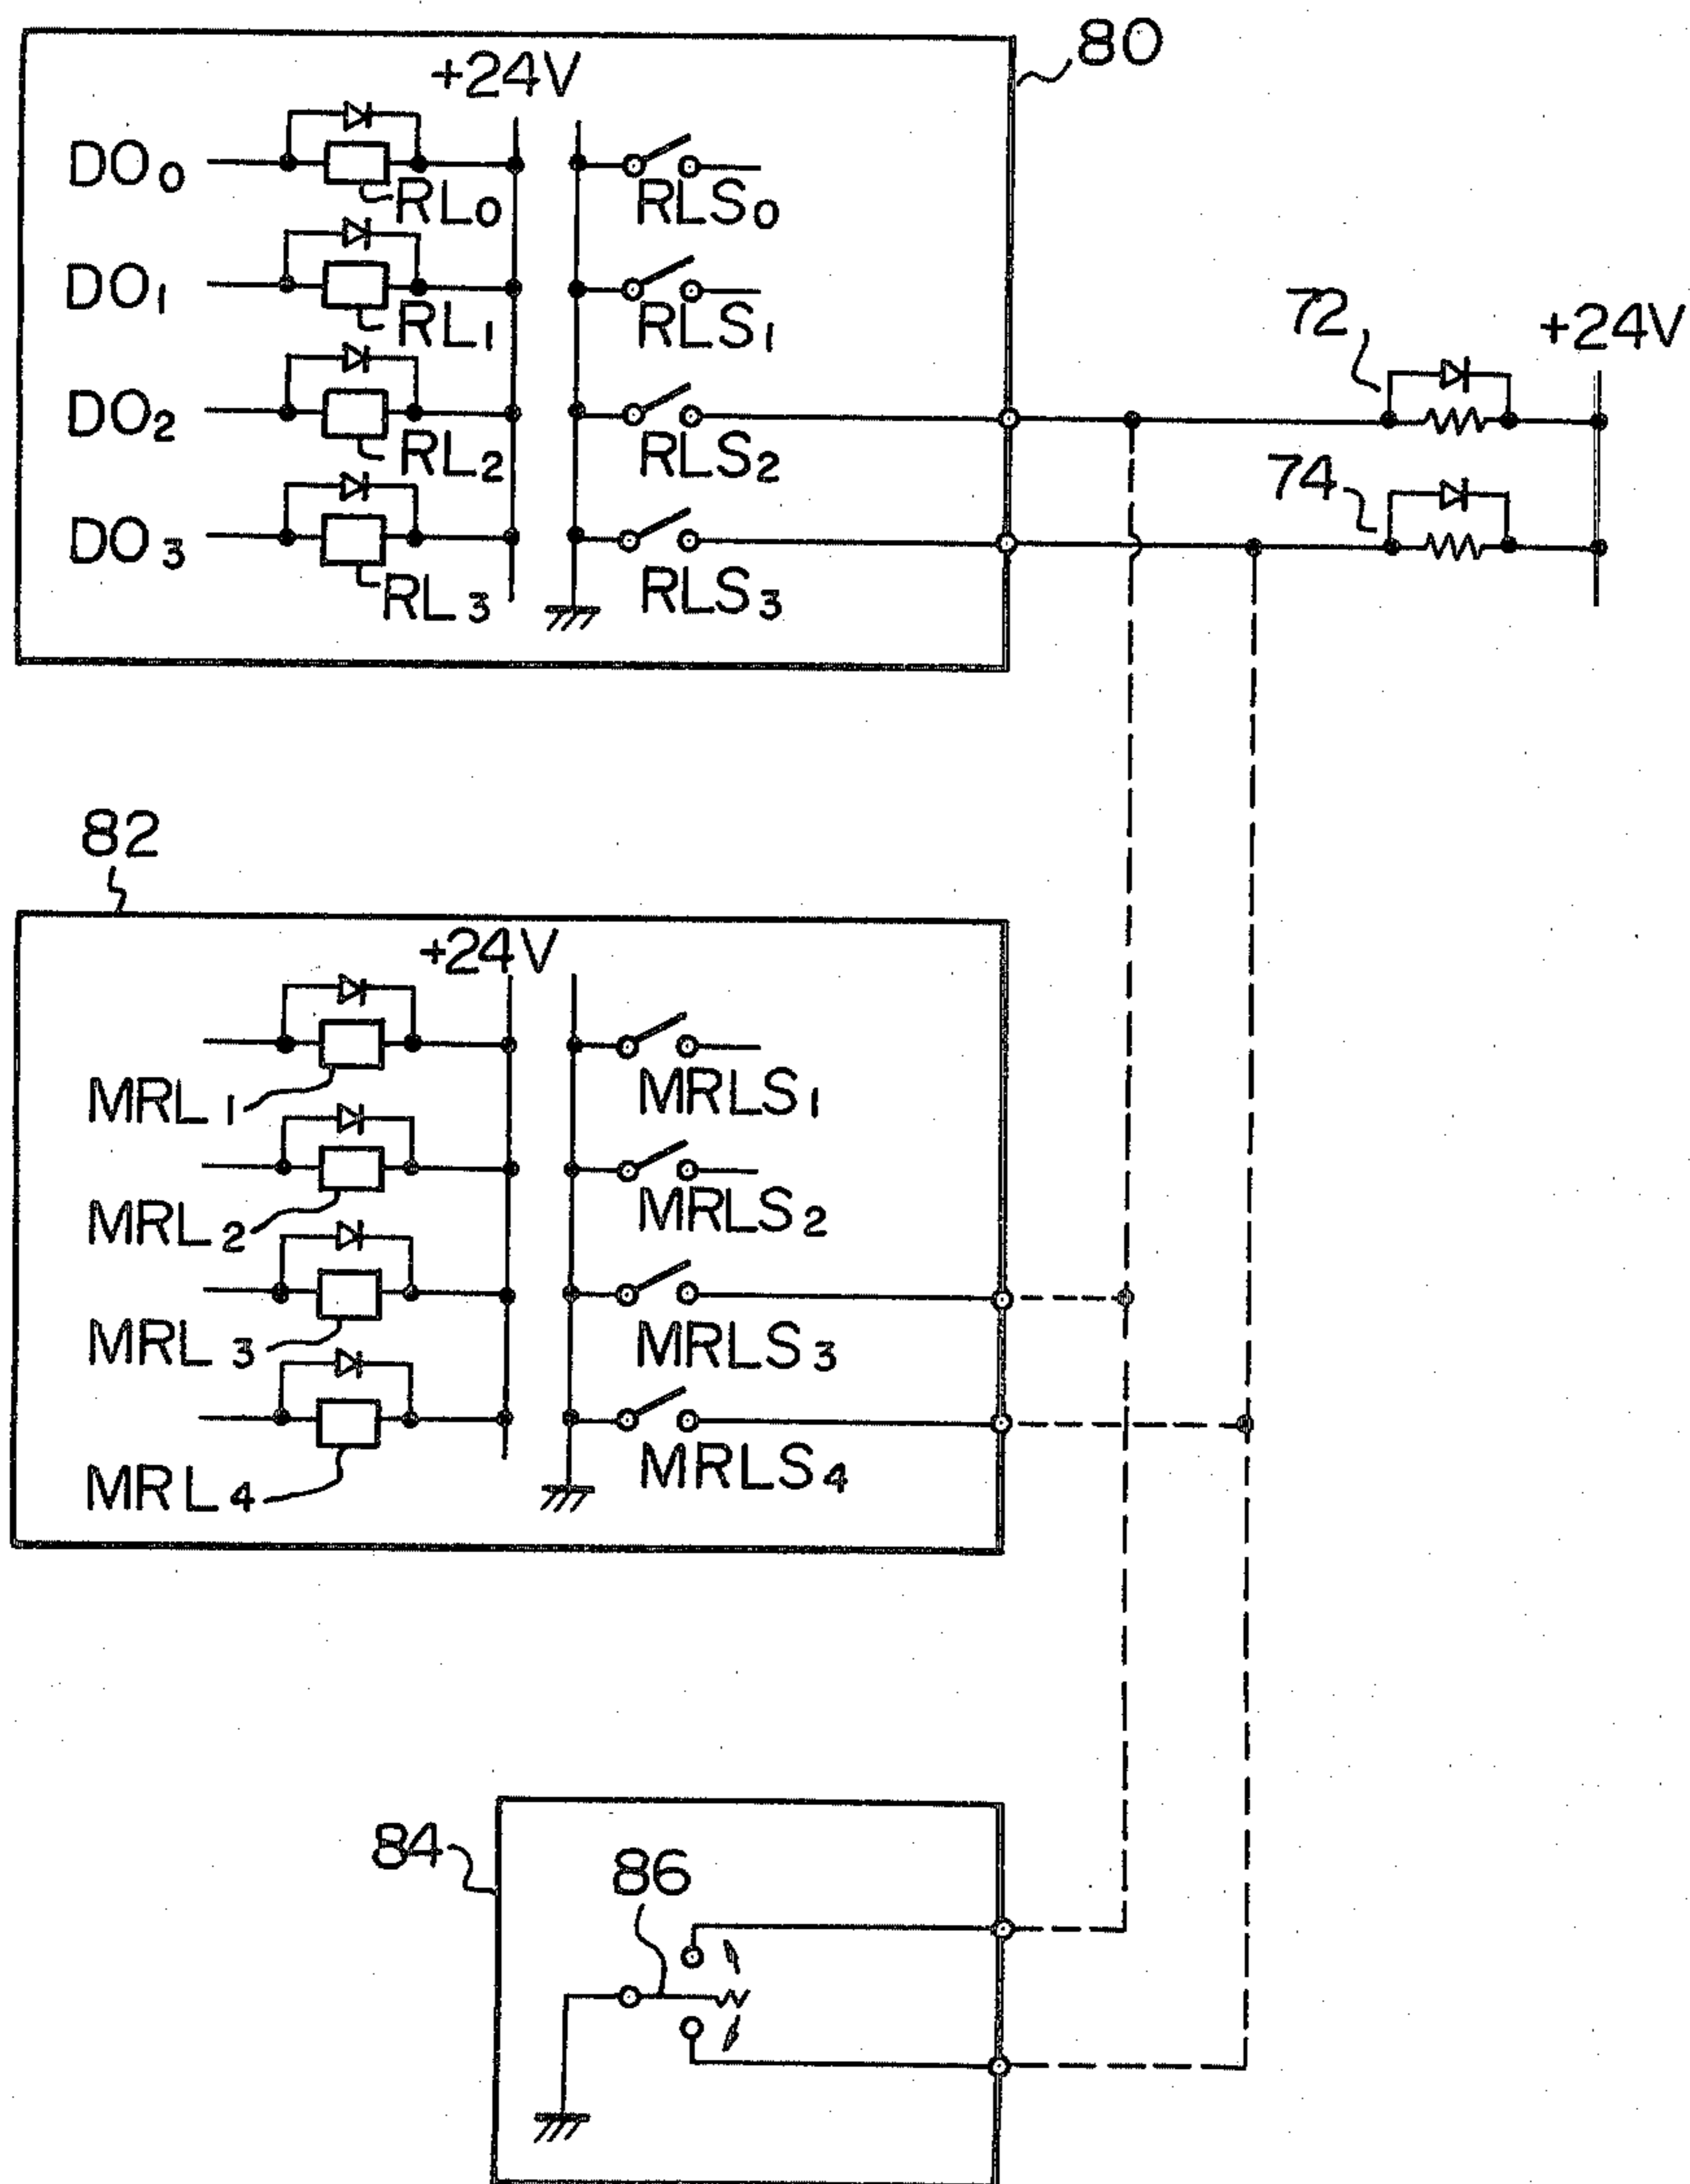 80
+24V
DO₀
RL₀
RLS₀
DO₁
RL₁
RLS₁
72
+24V
DO₂
RL₂
RLS₂
74
DO₃
RL₃
RLS₃
82
+24V
MRL₁
MRLS₁
MRL₂
MRLS₂
MRL₃
MRLS₃
MRL₄
MRLS₄
84
86